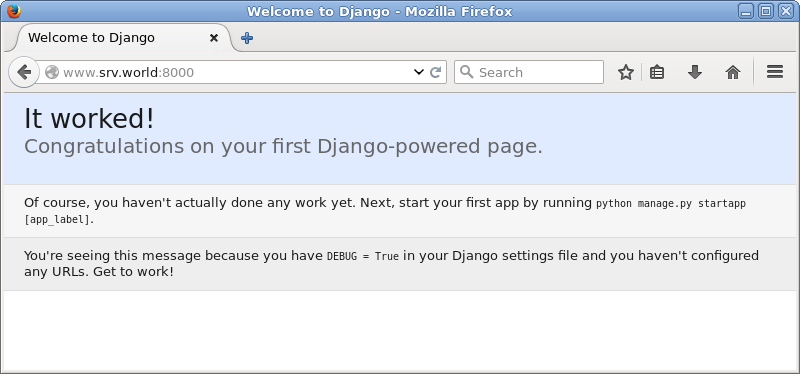 Welcome to Django - Mozilla Firefox
Welcome to Django
www.srv.world:8000
Search
It worked!
Congratulations on your first Django-powered page.
Of course, you haven't actually done any work yet. Next, start your first app by running python manage.py startapp
[app_label].
You're seeing this message because you have DEBUG = True in your Django settings file and you haven't configured
any URLs. Get to work!